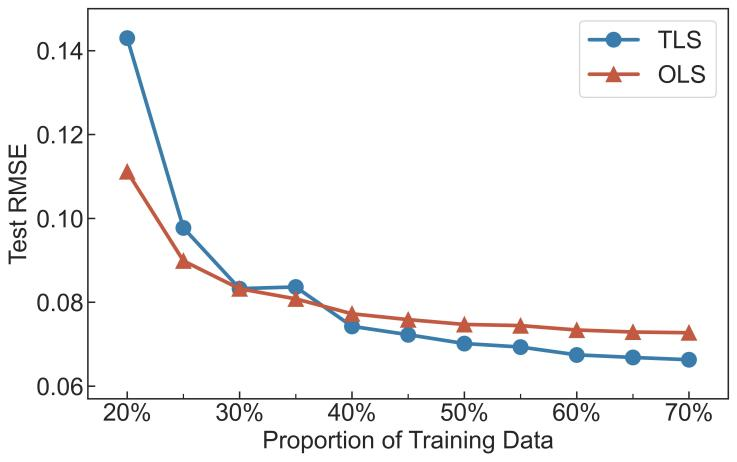 TLS
OLS
Test RMSE
0.14
0.12
0.10
0.08
0.06
20% 30% 40% 50% 60% 70%
Proportion of Training Data